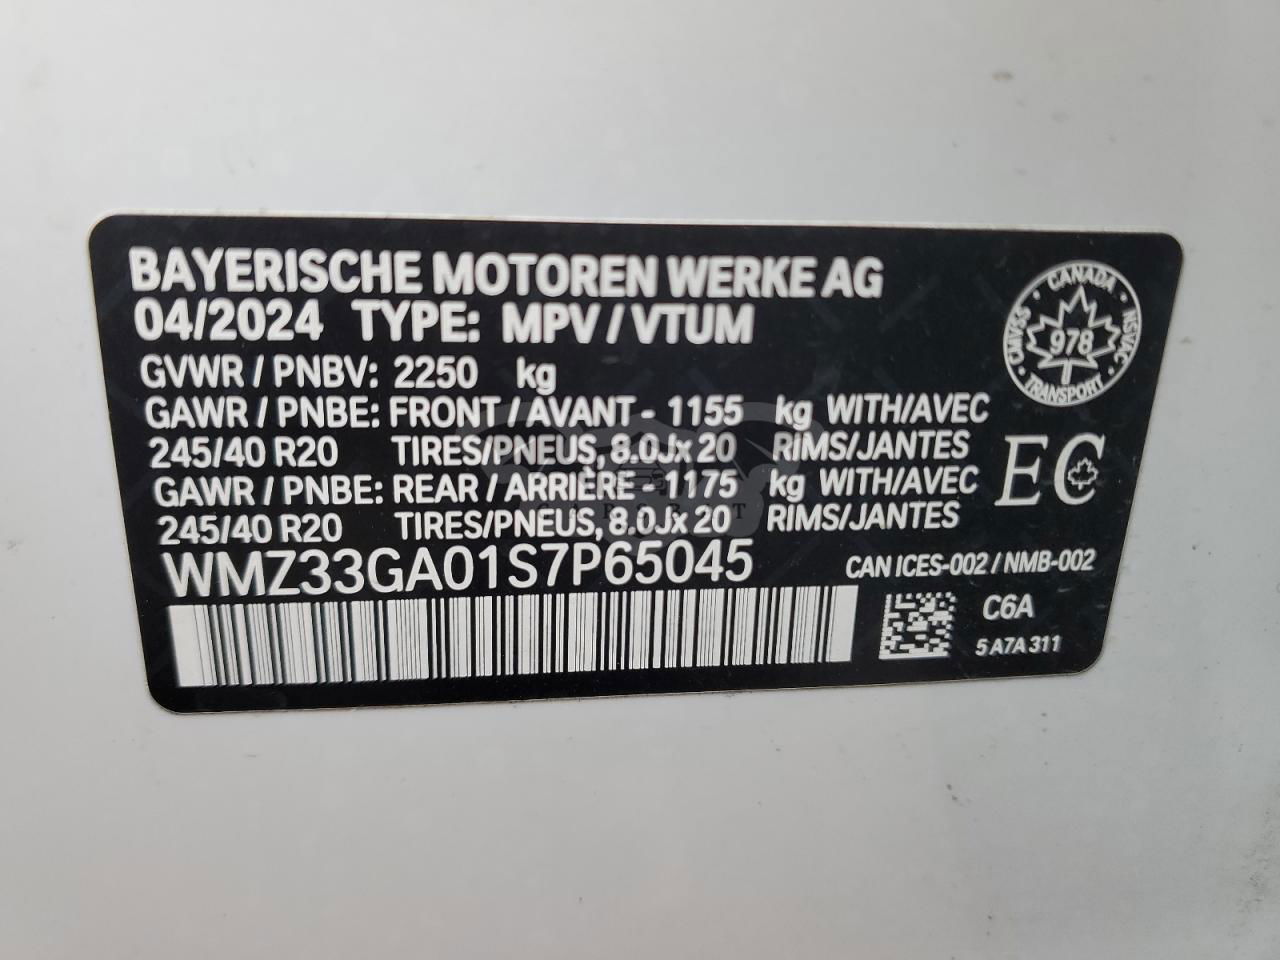 BAYERISCHE MOTOREN WERKE AG
04/2024 TYPE: MPV / VTUM
GVWR / PNBV: 2250 kg
GAWR / PNBE: FRONT / AVANT - 1155 kg WITH/AVEC
245/40 R20 TIRES/PNEUS, 8.0Jx 20 RIMS/JANTES
GAWR / PNBE: REAR / ARRIÈRE - 1175 kg WITH/AVEC
245/40 R20 TIRES/PNEUS, 8.0Jx 20 RIMS/JANTES
WMZ33GA01S7P65045
CAN ICES-002 / NMB-002
C6A
5 A7A 311
CANADA
CMVSS 978 NSVAC
TRANSPORT
EC